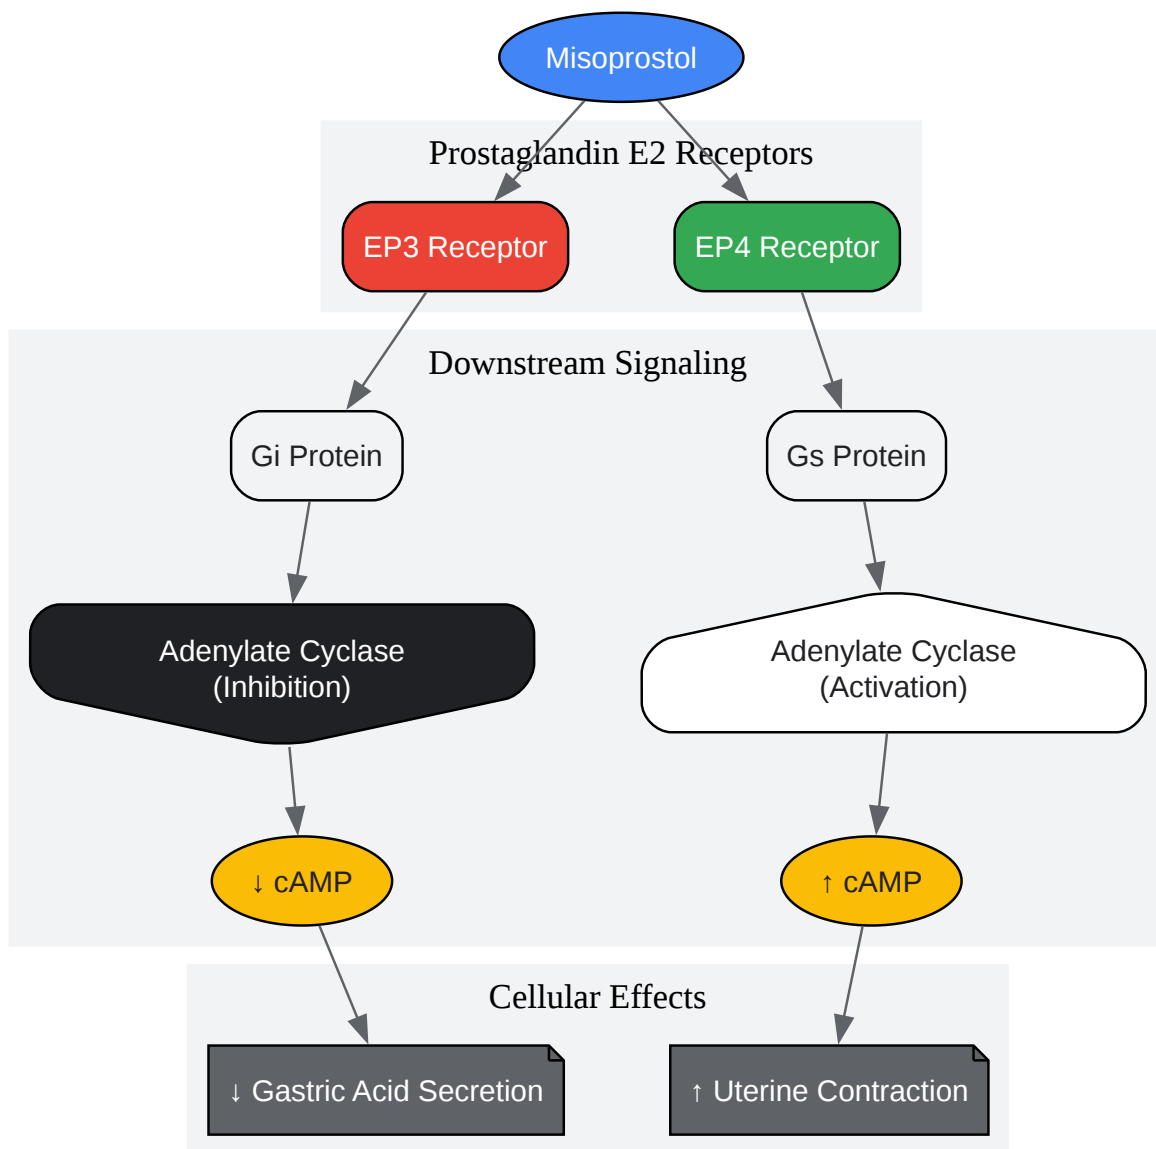 Misoprostol
Prostaglandin E2 Receptors
EP3 Receptor
EP4 Receptor
Downstream Signaling
Gi Protein
Gs Protein
Adenylate Cyclase
(Inhibition)
Adenylate Cyclase
(Activation)
↓ cAMP
↑ cAMP
Cellular Effects
↓ Gastric Acid Secretion
↑ Uterine Contraction